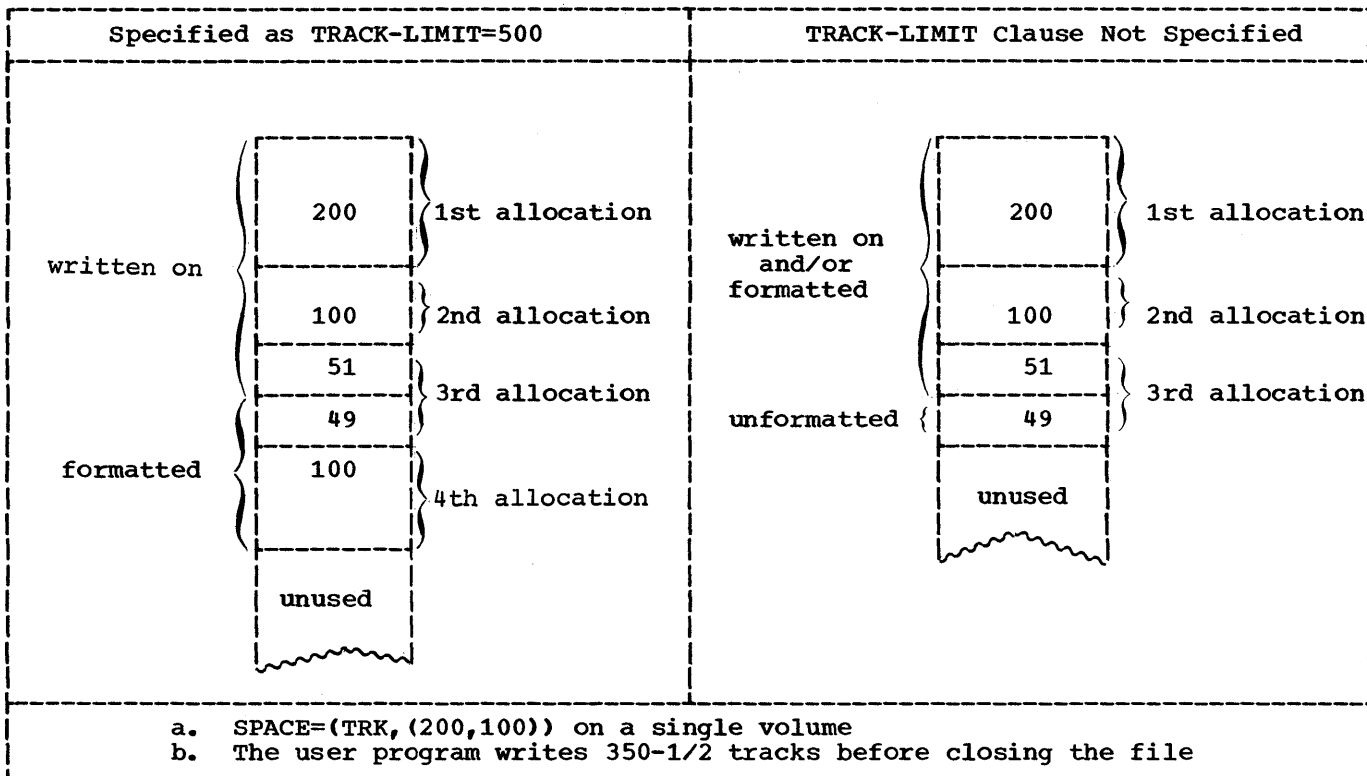 Specified as TRACK-LIMIT=500
TRACK-LIMIT Clause Not Specified
written on
200
1st allocation
100
2nd allocation
51
3rd allocation
49
formatted
100
4th allocation
unused
written on
and/or
formatted
200
1st allocation
100
2nd allocation
51
3rd allocation
unformatted
49
unused
a. SPACE=(TRK,(200,100)) on a single volume
b. The user program writes 350-1/2 tracks before closing the file